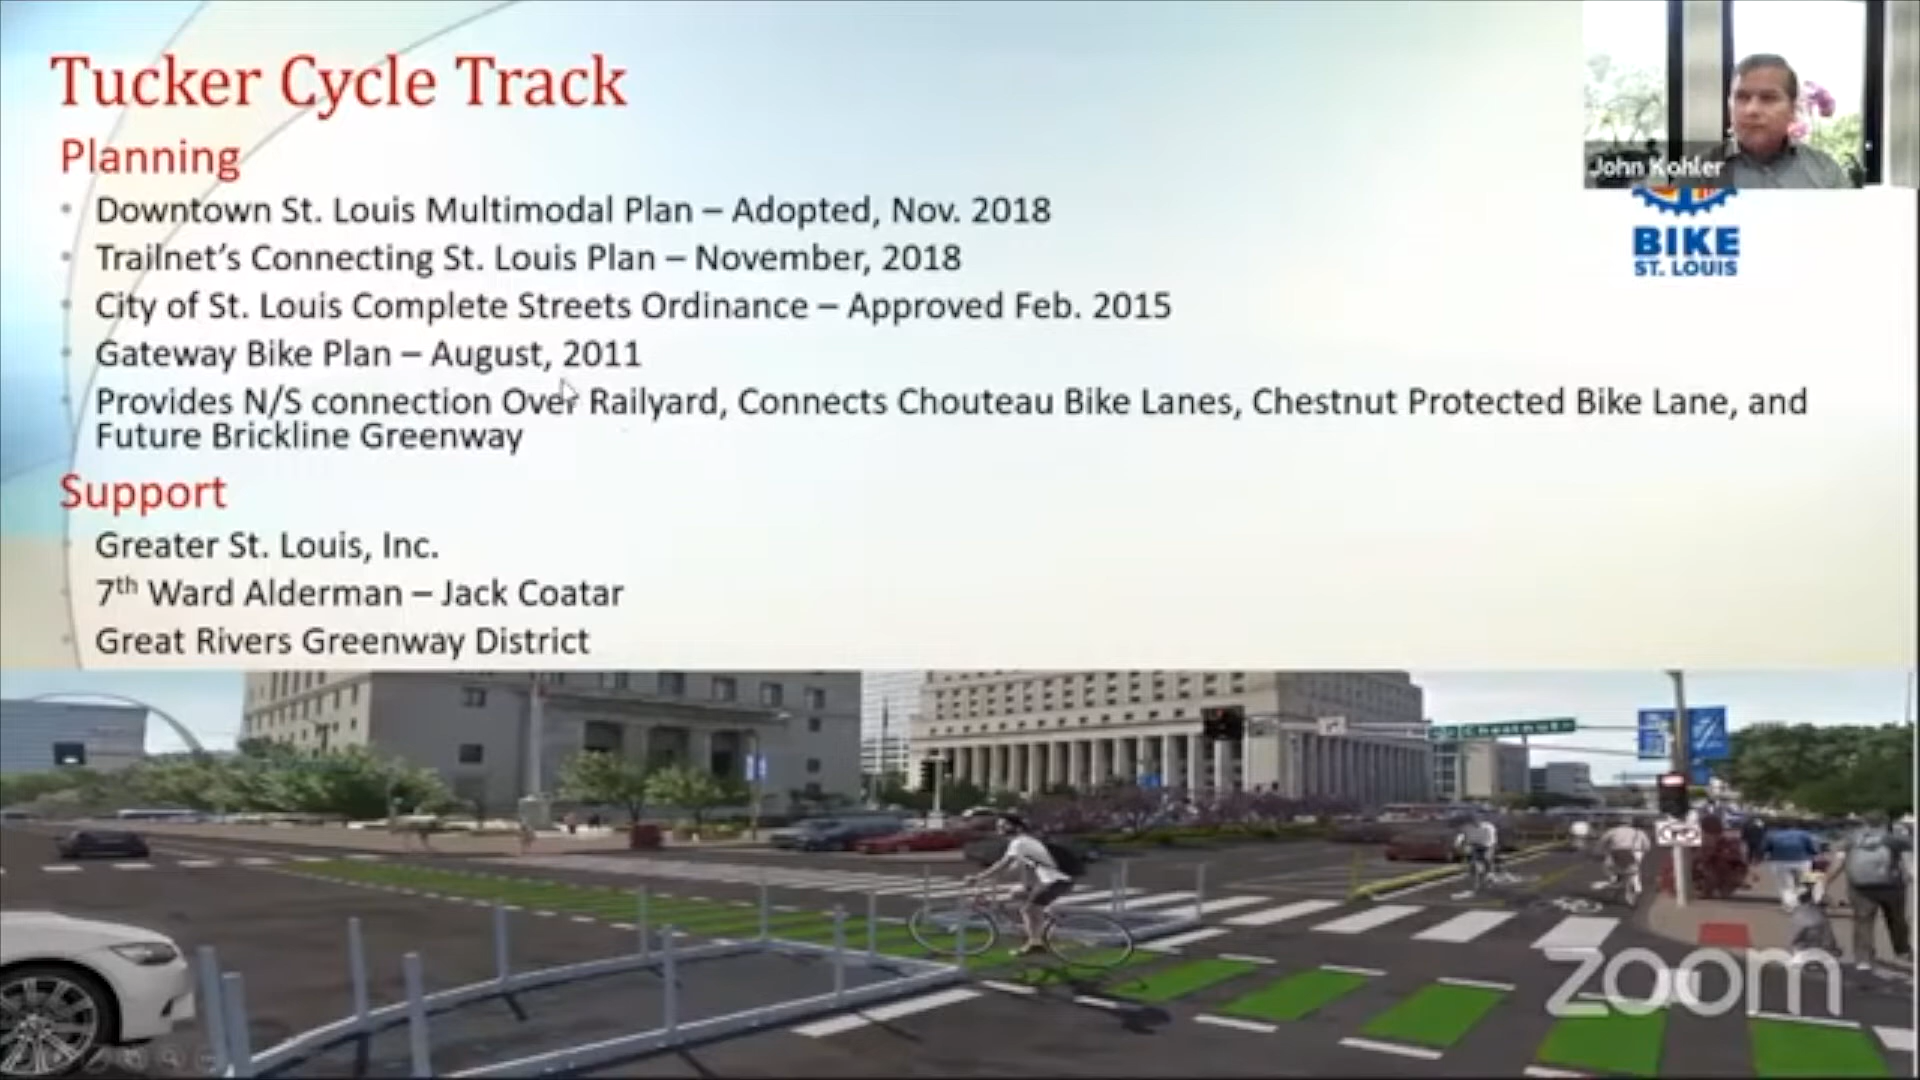 Tucker Cycle Track
John Kohler
Planning
Downtown St. Louis Multimodal Plan – Adopted, Nov. 2018
Trailnet's Connecting St. Louis Plan – November, 2018
BIKE
ST. LOUIS
City of St. Louis Complete Streets Ordinance – Approved Feb. 2015
Gateway Bike Plan – August, 2011
Provides N/S connection Over Railyard, Connects Chouteau Bike Lanes, Chestnut Protected Bike Lane, and
Future Brickline Greenway
Support
Greater St. Louis, Inc.
7th Ward Alderman – Jack Coatar
Great Rivers Greenway District
Chestnut
zoom